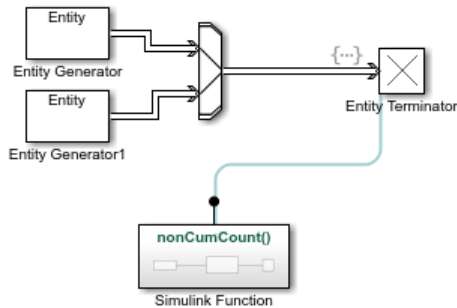 Entity
Entity Generator
Entity
Entity Generator1
{...}
Entity Terminator
nonCumCount()
Simulink Function